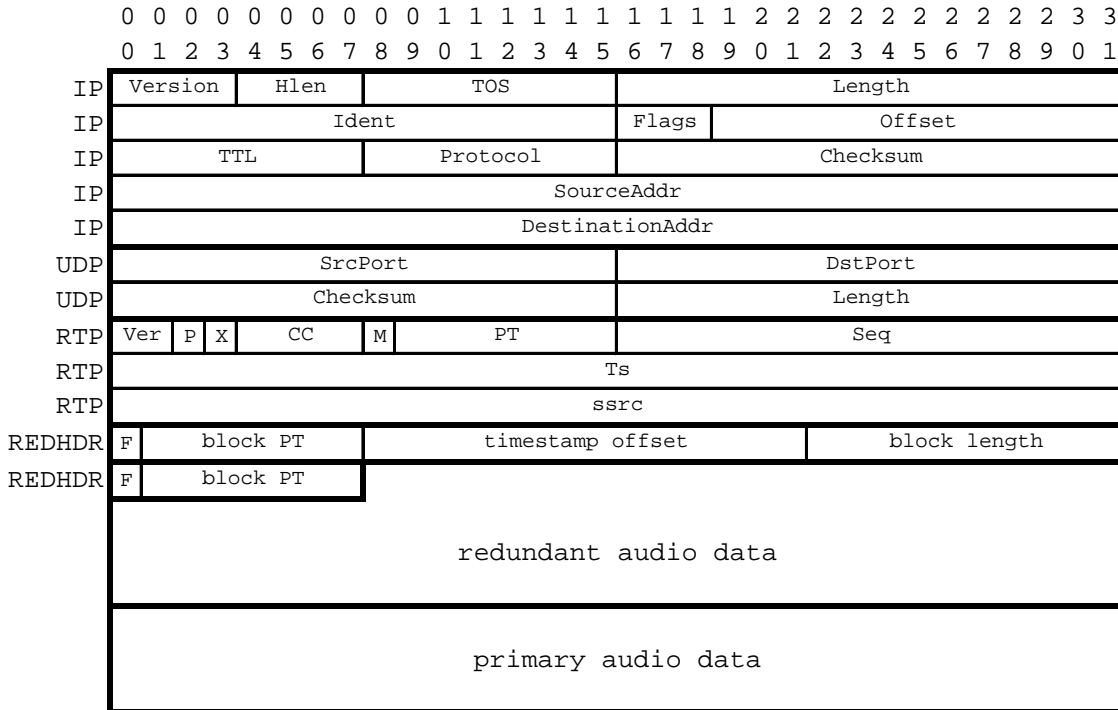 0 0 0 0 0 0 0 0 0 0 1 1 1 1 1 1 1 1 1 1 2 2 2 2 2 2 2 2 2 2 3 3
0 1 2 3 4 5 6 7 8 9 0 1 2 3 4 5 6 7 8 9 0 1 2 3 4 5 6 7 8 9 0 1
IP Version Hlen TOS Length
IP Ident Flags Offset
IP TTL Protocol Checksum
IP SourceAddr
IP DestinationAddr
UDP SrcPort DstPort
UDP Checksum Length
RTP Ver P X CC M PT Seq
RTP Ts
RTP ssrc
REDHDR F block PT timestamp offset block length
REDHDR F block PT
redundant audio data
primary audio data